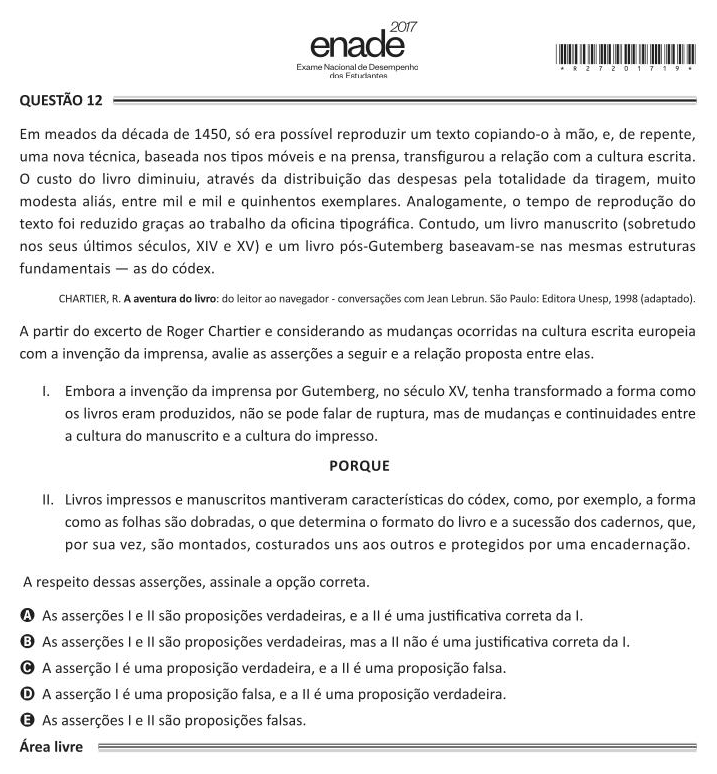 2017
enade
Exame Nacional de Desempenho
dos Estudantes
* R 2 7 2 0 1 7 1 9 *
QUESTÃO 12
Em meados da década de 1450, só era possível reproduzir um texto copiando-o à mão, e, de repente,
uma nova técnica, baseada nos tipos móveis e na prensa, transfigurou a relação com a cultura escrita.
O custo do livro diminuiu, através da distribuição das despesas pela totalidade da tiragem, muito
modesta aliás, entre mil e mil e quinhentos exemplares. Analogamente, o tempo de reprodução do
texto foi reduzido graças ao trabalho da oficina tipográfica. Contudo, um livro manuscrito (sobretudo
nos seus últimos séculos, XIV e XV) e um livro pós-Gutemberg baseavam-se nas mesmas estruturas
fundamentais — as do códex.
CHARTIER, R. A aventura do livro: do leitor ao navegador - conversações com Jean Lebrun. São Paulo: Editora Unesp, 1998 (adaptado).
A partir do excerto de Roger Chartier e considerando as mudanças ocorridas na cultura escrita europeia
com a invenção da imprensa, avalie as asserções a seguir e a relação proposta entre elas.
I. Embora a invenção da imprensa por Gutemberg, no século XV, tenha transformado a forma como
os livros eram produzidos, não se pode falar de ruptura, mas de mudanças e continuidades entre
a cultura do manuscrito e a cultura do impresso.
PORQUE
II. Livros impressos e manuscritos mantiveram características do códex, como, por exemplo, a forma
como as folhas são dobradas, o que determina o formato do livro e a sucessão dos cadernos, que,
por sua vez, são montados, costurados uns aos outros e protegidos por uma encadernação.
A respeito dessas asserções, assinale a opção correta.
A As asserções I e II são proposições verdadeiras, e a II é uma justificativa correta da I.
B As asserções I e II são proposições verdadeiras, mas a II não é uma justificativa correta da I.
C A asserção I é uma proposição verdadeira, e a II é uma proposição falsa.
D A asserção I é uma proposição falsa, e a II é uma proposição verdadeira.
E As asserções I e II são proposições falsas.
Área livre